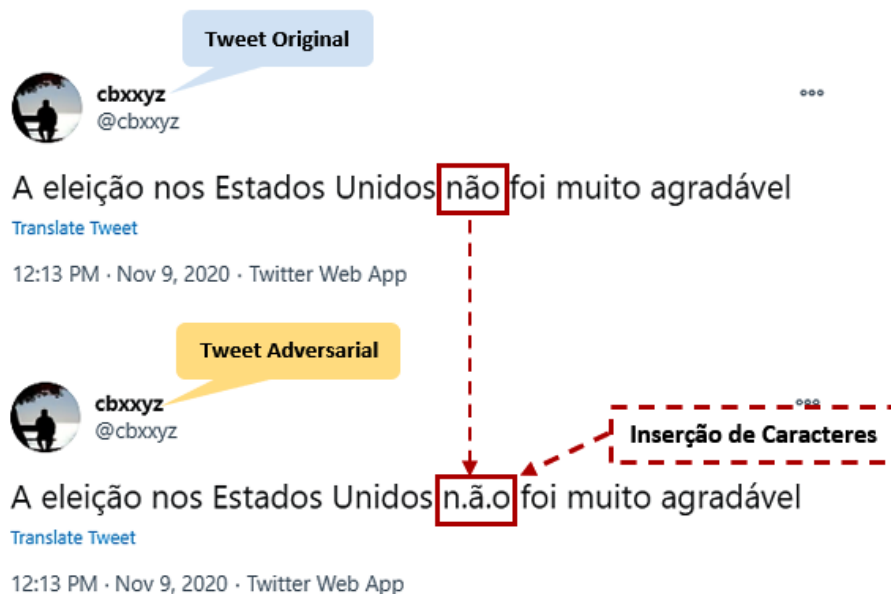 Tweet Original
cbxxyz
@cbxxyz
A eleição nos Estados Unidos não foi muito agradável
Translate Tweet
12:13 PM · Nov 9, 2020 · Twitter Web App
Tweet Adversarial
cbxxyz
@cbxxyz
Inserção de Caracteres
A eleição nos Estados Unidos n.ã.o foi muito agradável
Translate Tweet
12:13 PM · Nov 9, 2020 · Twitter Web App